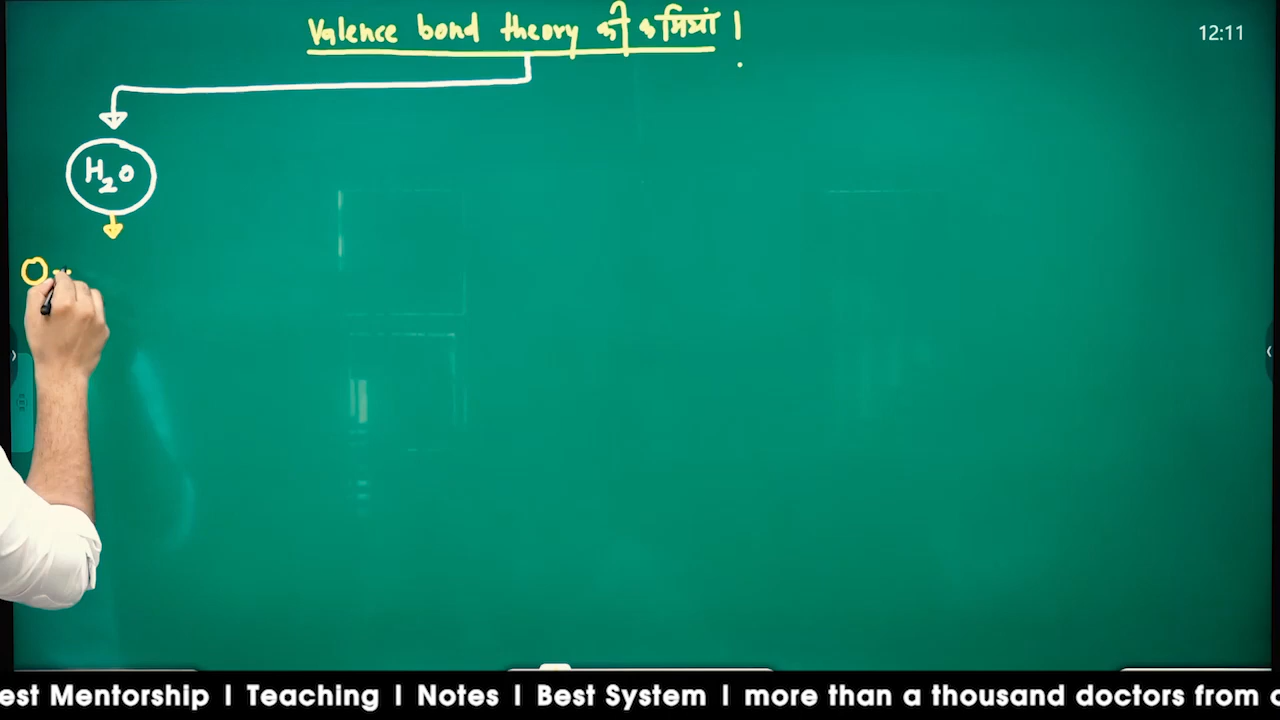 Valence bond theory की कमियां !
12:11
H₂O
O
est Mentorship | Teaching | Notes | Best System | more than a thousand doctors from